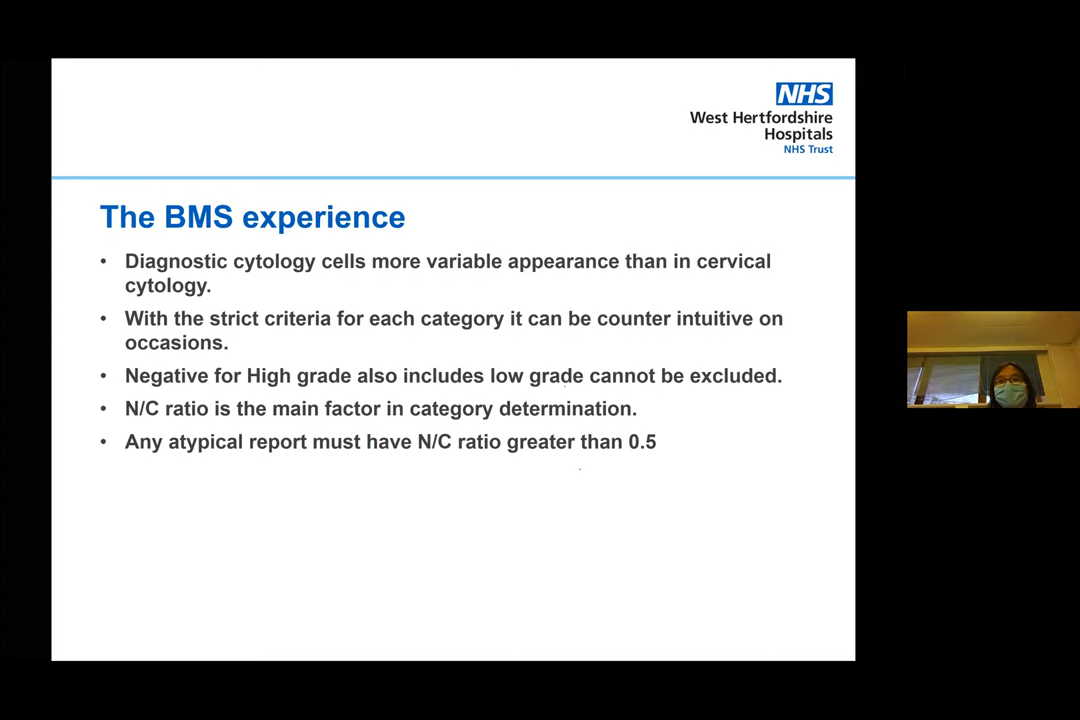 NHS
West Hertfordshire
Hospitals
NHS Trust
The BMS experience
• Diagnostic cytology cells more variable appearance than in cervical
cytology.
• With the strict criteria for each category it can be counter intuitive on
occasions.
• Negative for High grade also includes low grade cannot be excluded.
• N/C ratio is the main factor in category determination.
• Any atypical report must have N/C ratio greater than 0.5